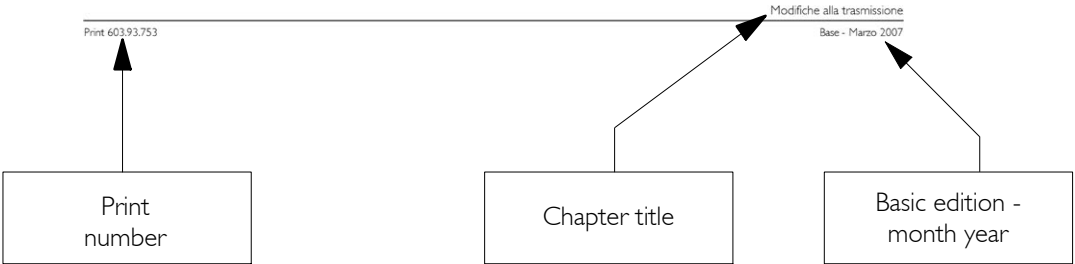 Modifiche alla trasmissione
Print 603.93.753
Base - Marzo 2007
Print
number
Chapter title
Basic edition -
month year